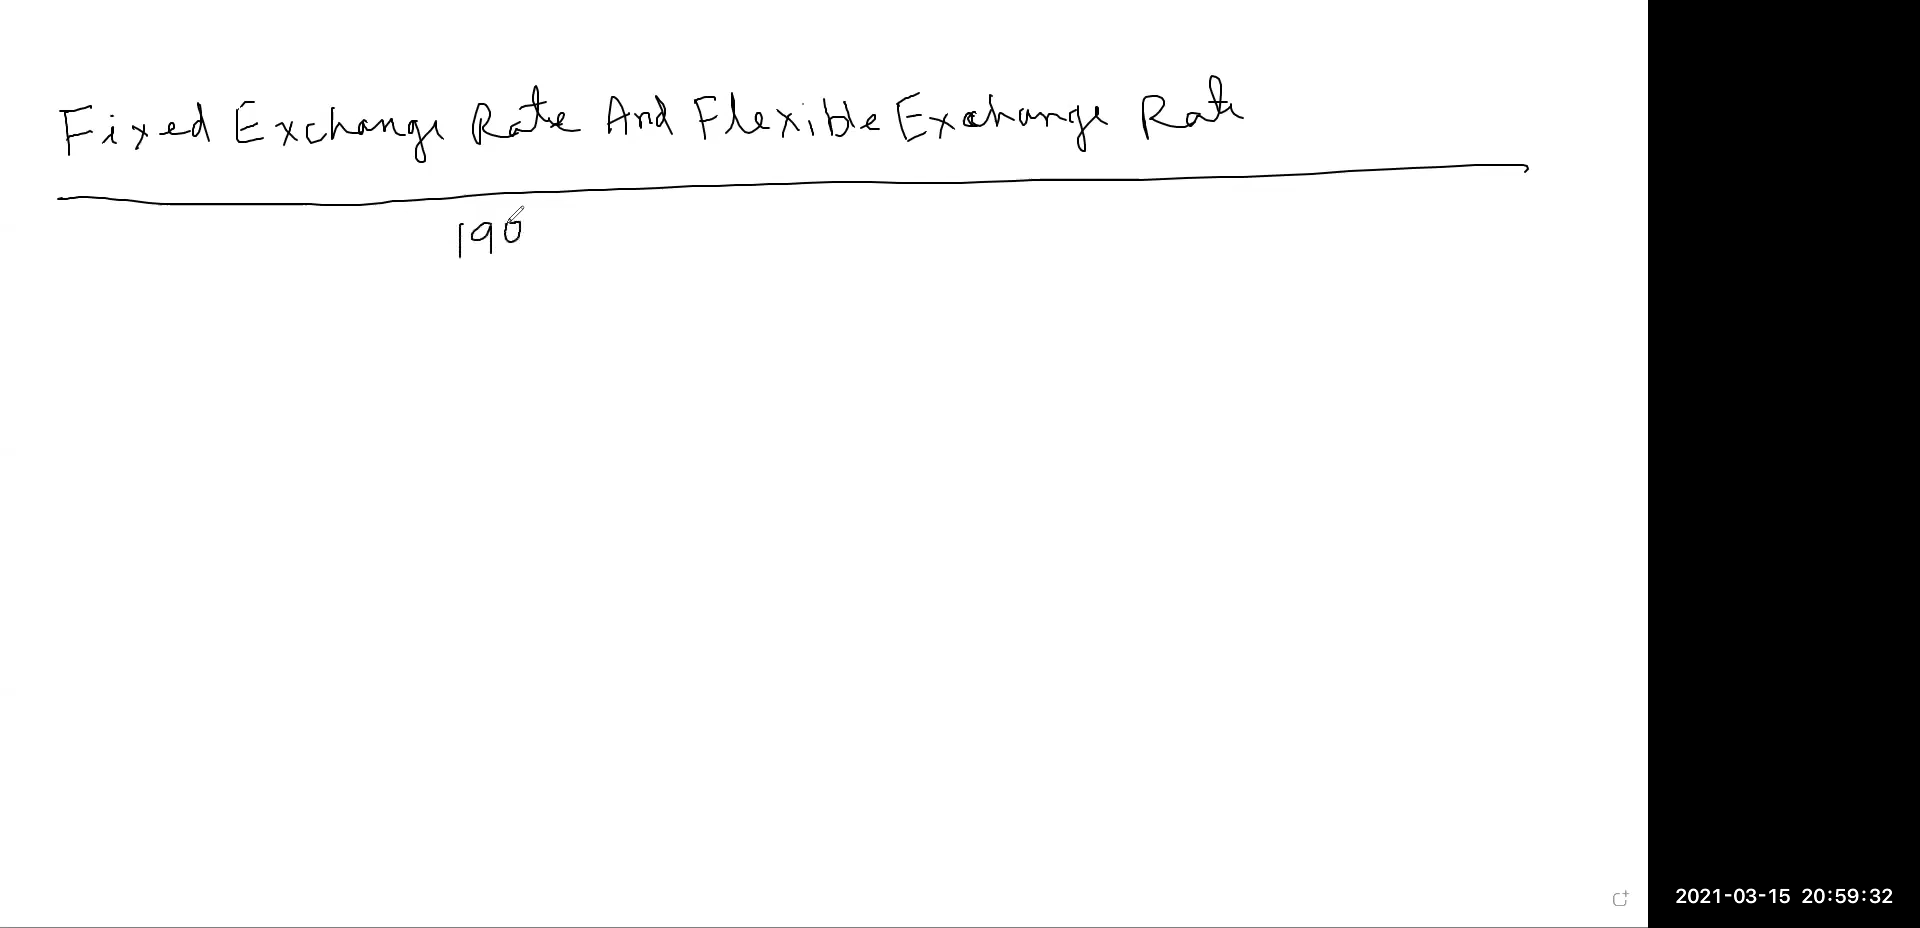 Fixed Exchange Rate And Flexible Exchange Rate
190
2021-03-15 20:59:32